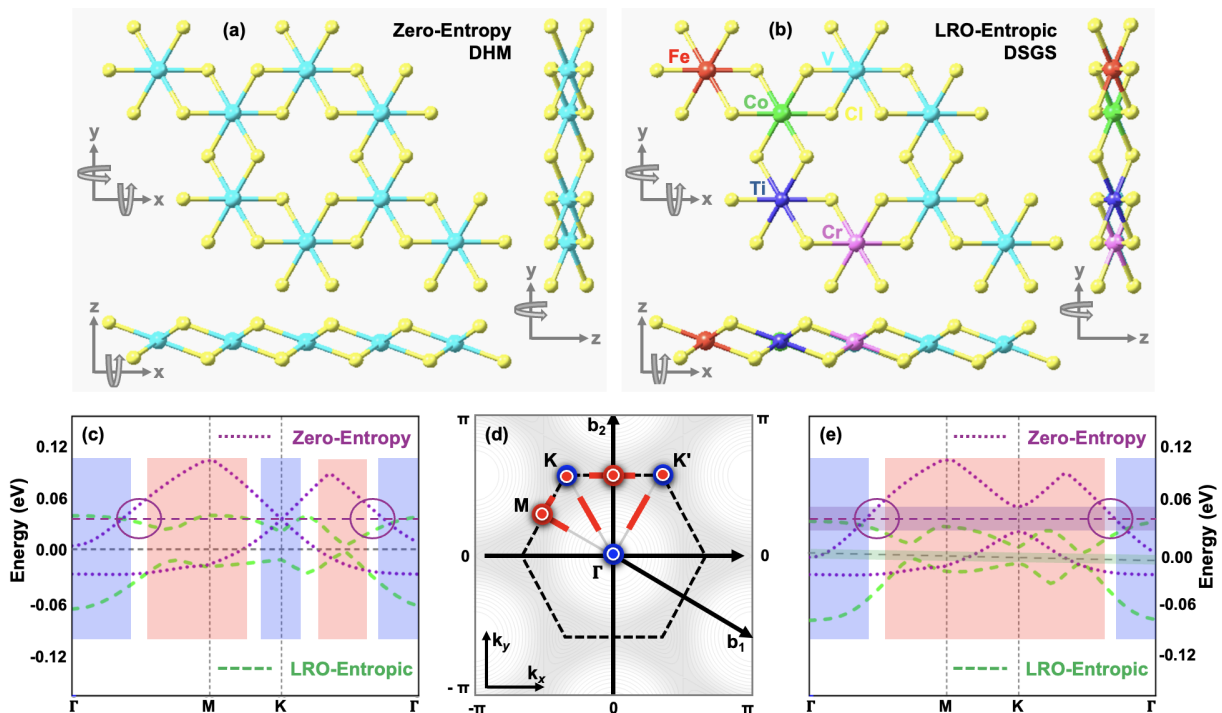 (a)
Zero-Entropy
DHM
y
x
y
z
z
x
(b)
LRO-Entropic
DSGS
Fe
V
Co
Cl
Ti
Cr
y
x
y
z
z
x
(c)
Zero-Entropy
0.12
0.06
0.00
-0.06
-0.12
Energy (eV)
LRO-Entropic
Γ M K Γ
(d)
π
π
b2
K
K'
M
0
0
Γ
b1
ky
kx
- π
-π 0 π
(e)
Zero-Entropy
0.12
0.06
0.00
-0.06
-0.12
Energy (eV)
LRO-Entropic
Γ M K Γ